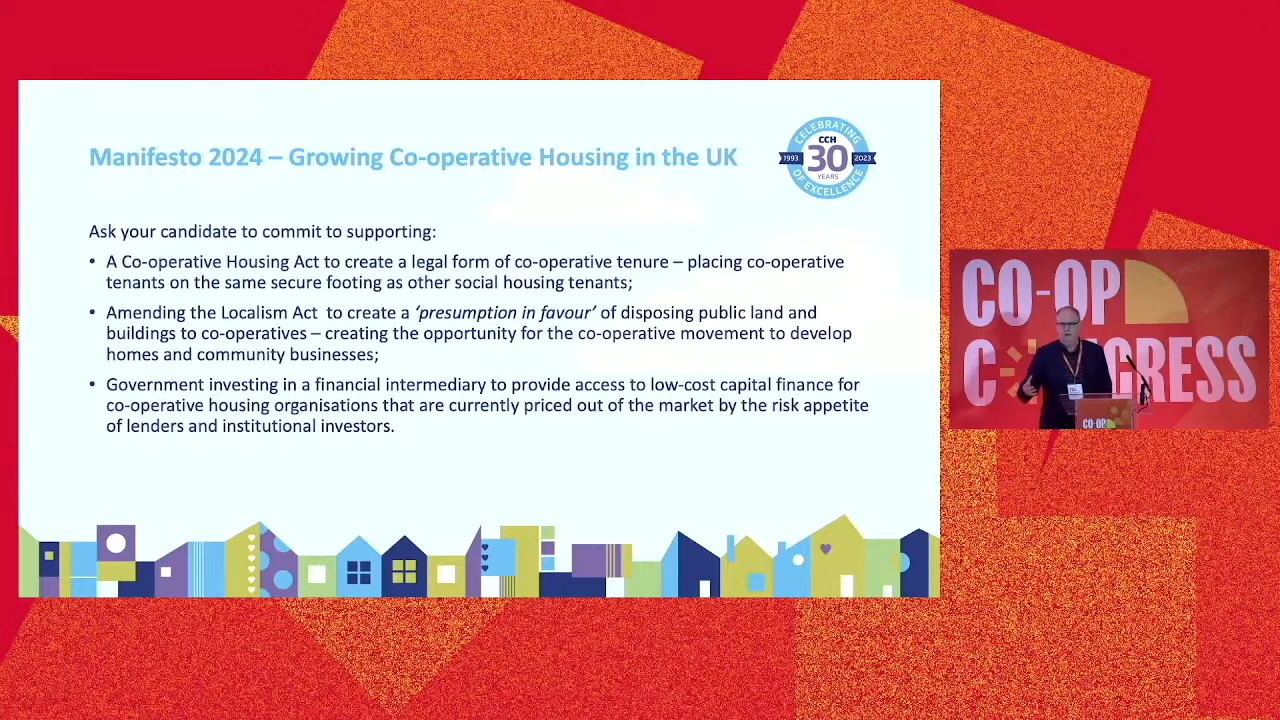 Manifesto 2024 – Growing Co-operative Housing in the UK
CELEBRATING
CCH
1993
30
2023
YEARS
OF EXCELLENCE
Ask your candidate to commit to supporting:
• A Co-operative Housing Act to create a legal form of co-operative tenure – placing co-operative
tenants on the same secure footing as other social housing tenants;
• Amending the Localism Act to create a ‘presumption in favour’ of disposing public land and
buildings to co-operatives – creating the opportunity for the co-operative movement to develop
homes and community businesses;
• Government investing in a financial intermediary to provide access to low-cost capital finance for
co-operative housing organisations that are currently priced out of the market by the risk appetite
of lenders and institutional investors.
CO-OP
C NGRESS
CO-OP